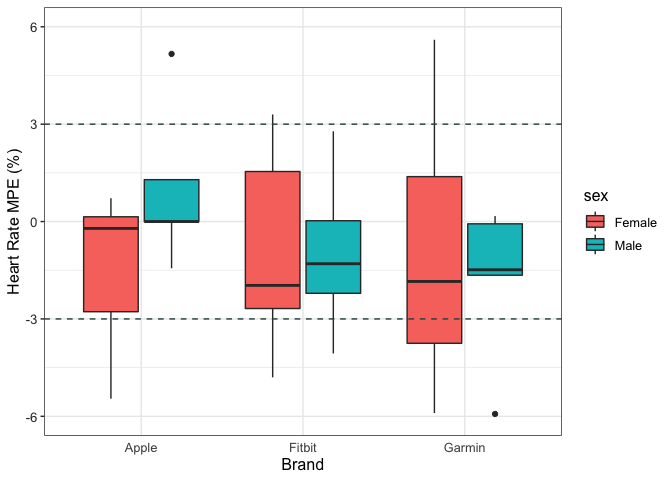 6
3
0
-3
-6
Heart Rate MPE (%)
Apple
Fitbit
Garmin
Brand
sex
Female
Male